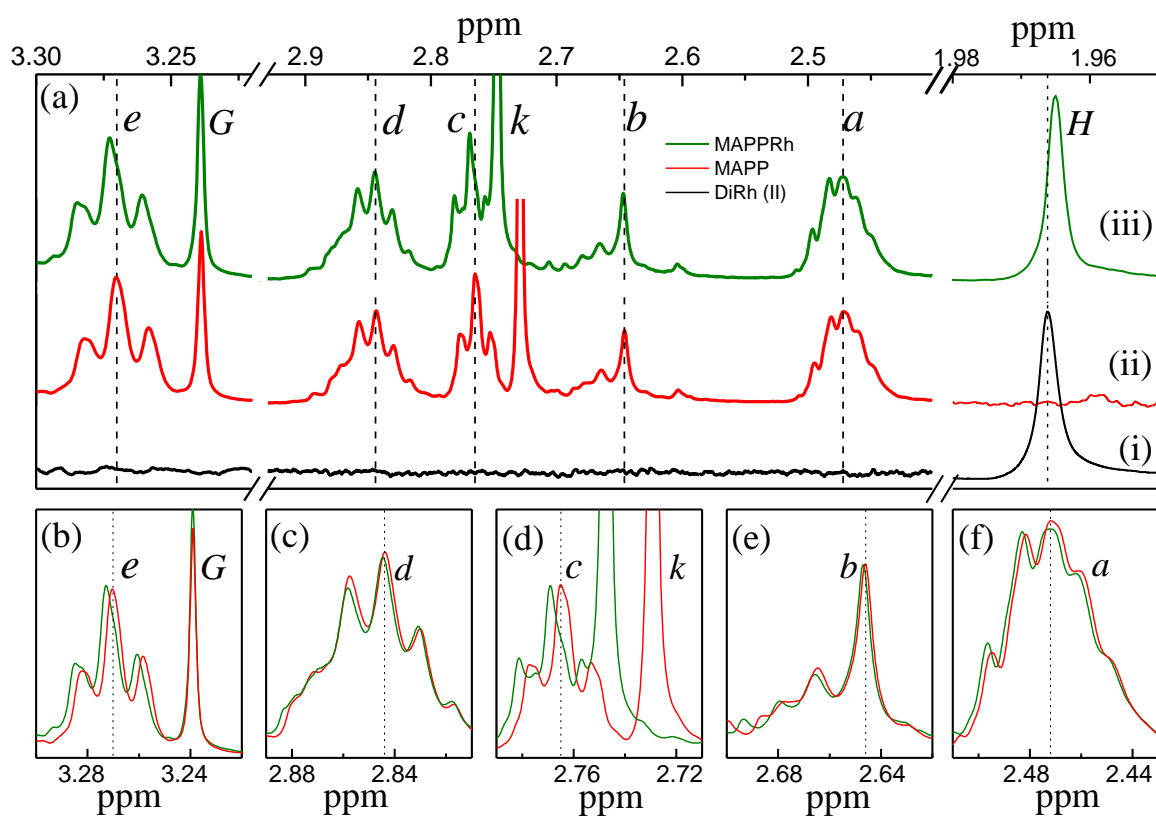 ppm ppm
3.30 3.25 2.9 2.8 2.7 2.6 2.5 1.98 1.96
(a) e G d c k b a H
MAPPRh
MAPP
DiRh (II)
(iii)
(ii)
(i)
(b) e G (c) d (d) c k (e) b (f) a
3.28 3.24 2.88 2.84 2.76 2.72 2.68 2.64 2.48 2.44
ppm ppm ppm ppm ppm